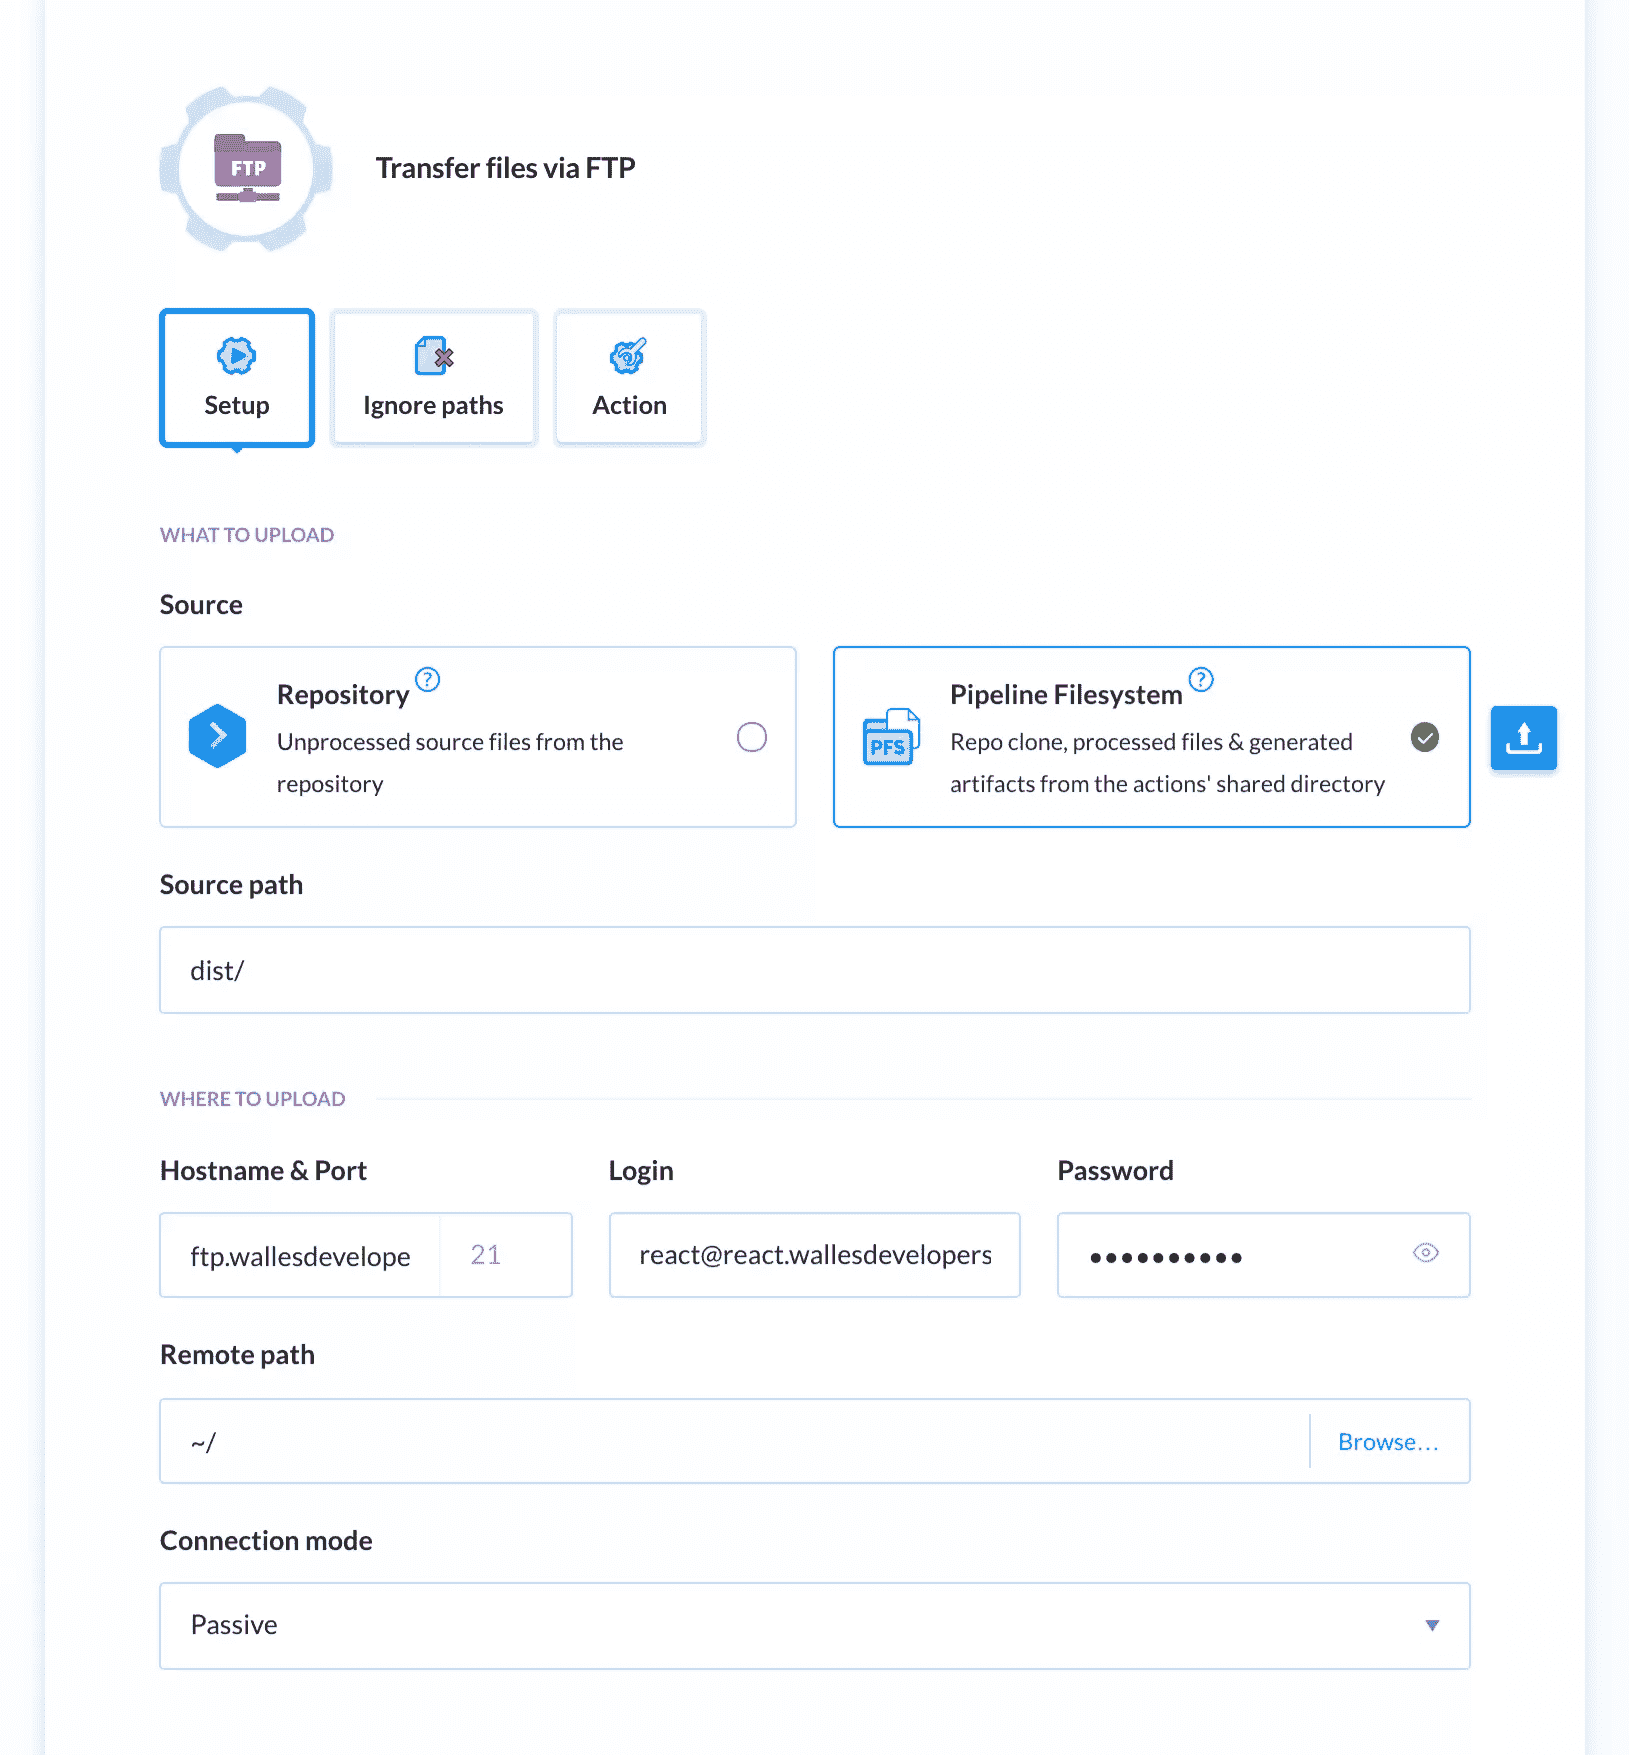 FTP
Transfer files via FTP
Setup
Ignore paths
Action
WHAT TO UPLOAD
Source
Repository ?
Unprocessed source files from the
repository
PFS
Pipeline Filesystem ?
Repo clone, processed files & generated
artifacts from the actions' shared directory
Source path
dist/
WHERE TO UPLOAD
Hostname & Port
Login
Password
ftp.wallesdevelope
21
react@react.wallesdevelopers
••••••••••
Remote path
~/
Browse...
Connection mode
Passive